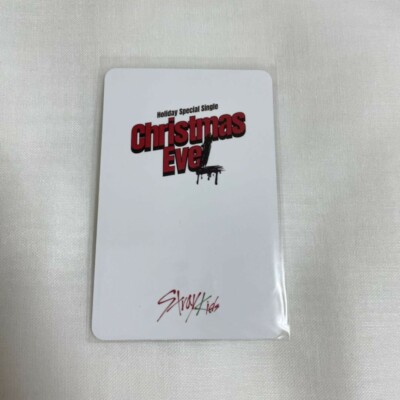 Holiday Special Single
Christmas
EveL
Stray Kids